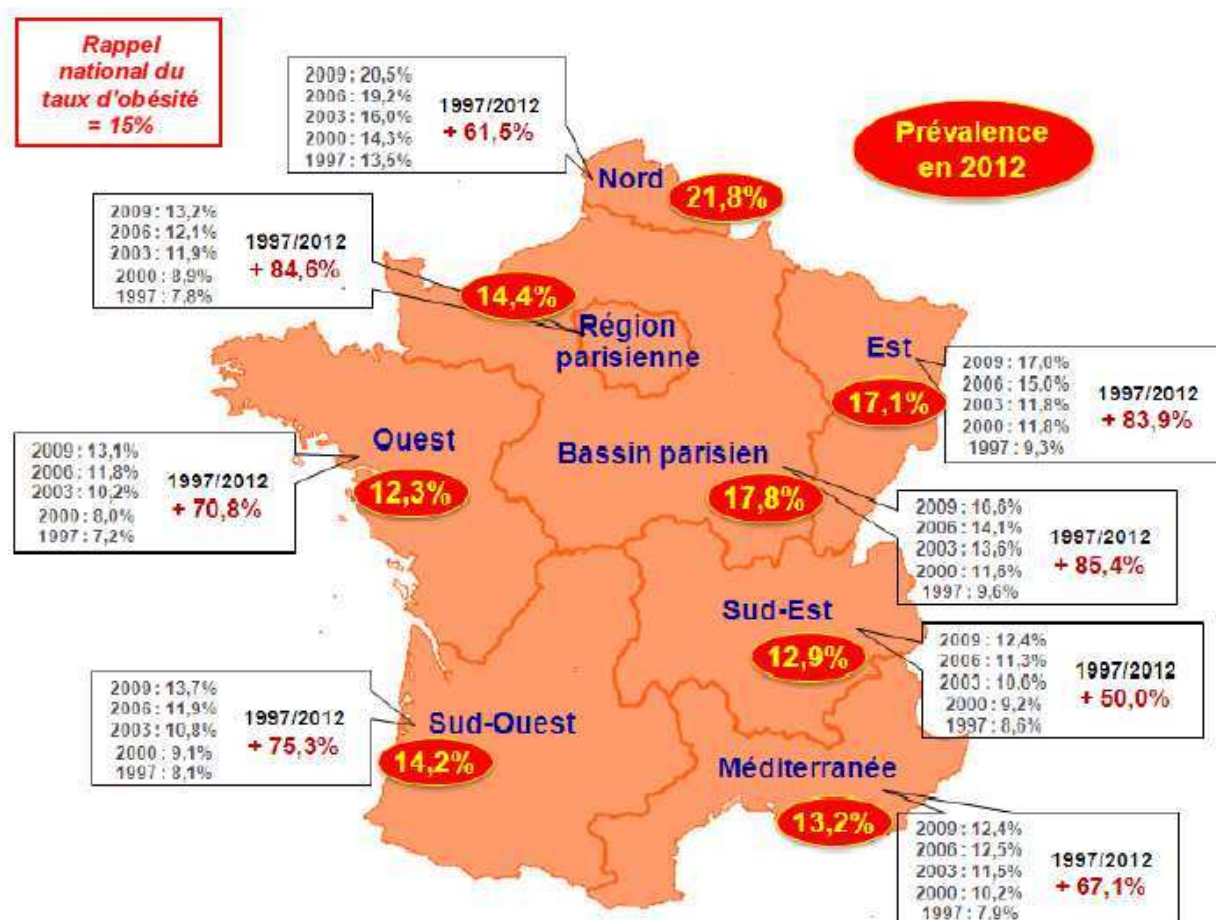 Rappel
national du
taux d'obésité
= 15%
2009 : 20,5%
2006 : 19,2%
2003 : 16,0%
2000 : 14,3%
1997 : 13,5%
1997/2012
+ 61,5%
Prévalence
en 2012
Nord
21,8%
2009 : 13,2%
2006 : 12,1%
2003 : 11,9%
2000 : 8,9%
1997 : 7,8%
1997/2012
+ 84,6%
14,4%
Région
parisienne
Est
17,1%
2009 : 17,0%
2006 : 15,0%
2003 : 11,8%
2000 : 11,8%
1997 : 9,3%
1997/2012
+ 83,9%
2009 : 13,1%
2006 : 11,8%
2003 : 10,2%
2000 : 8,0%
1997 : 7,2%
1997/2012
+ 70,8%
Ouest
12,3%
Bassin parisien
17,8%
2009 : 16,6%
2006 : 14,1%
2003 : 13,6%
2000 : 11,6%
1997 : 9,6%
1997/2012
+ 85,4%
Sud-Est
12,9%
2009 : 12,4%
2006 : 11,3%
2003 : 10,6%
2000 : 9,2%
1997 : 8,6%
1997/2012
+ 50,0%
2009 : 13,7%
2006 : 11,9%
2003 : 10,8%
2000 : 9,1%
1997 : 8,1%
1997/2012
+ 75,3%
Sud-Ouest
14,2%
Méditerranée
13,2%
2009 : 12,4%
2006 : 12,5%
2003 : 11,5%
2000 : 10,2%
1997 : 7,9%
1997/2012
+ 67,1%